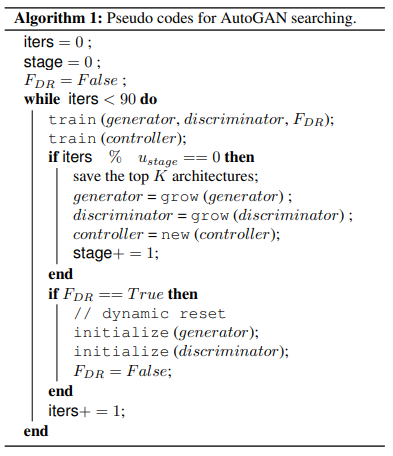 Algorithm 1: Pseudo codes for AutoGAN searching.
iters = 0 ;
stage = 0 ;
F_DR = False ;
while iters < 90 do
train (generator, discriminator, F_DR);
train (controller);
if iters % u_stage == 0 then
save the top K architectures;
generator = grow (generator) ;
discriminator = grow (discriminator) ;
controller = new (controller);
stage+ = 1;
end
if F_DR == True then
// dynamic reset
initialize (generator);
initialize (discriminator);
F_DR = False;
end
iters+ = 1;
end